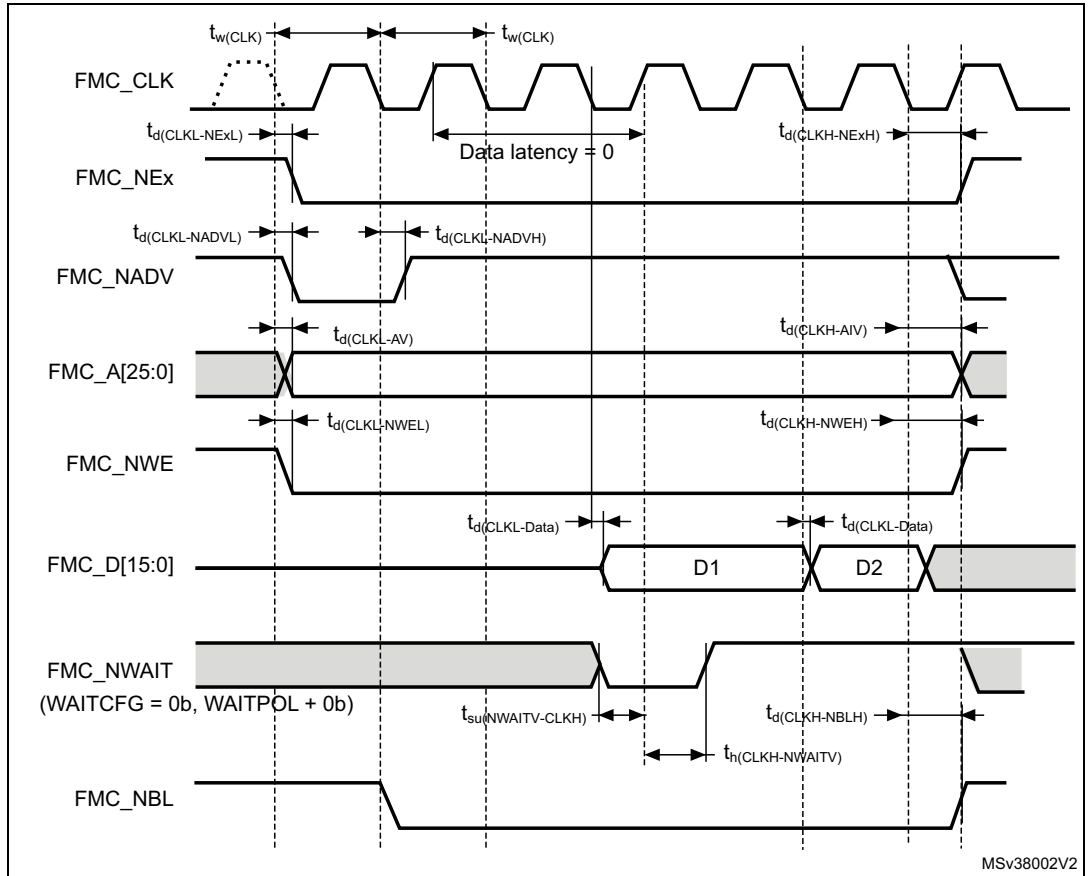 tw(CLK) tw(CLK)
FMC_CLK
td(CLKL-NExL) td(CLKH-NExH)
Data latency = 0
FMC_NEx
td(CLKL-NADVL) td(CLKL-NADVH)
FMC_NADV
td(CLKL-AV) td(CLKH-AIV)
FMC_A[25:0]
td(CLKL-NWEL) td(CLKH-NWEH)
FMC_NWE
td(CLKL-Data) td(CLKL-Data)
FMC_D[15:0] D1 D2
FMC_NWAIT
(WAITCFG = 0b, WAITPOL + 0b)
tsu(NWAITV-CLKH) td(CLKH-NBLH)
th(CLKH-NWAITV)
FMC_NBL
MSv38002V2